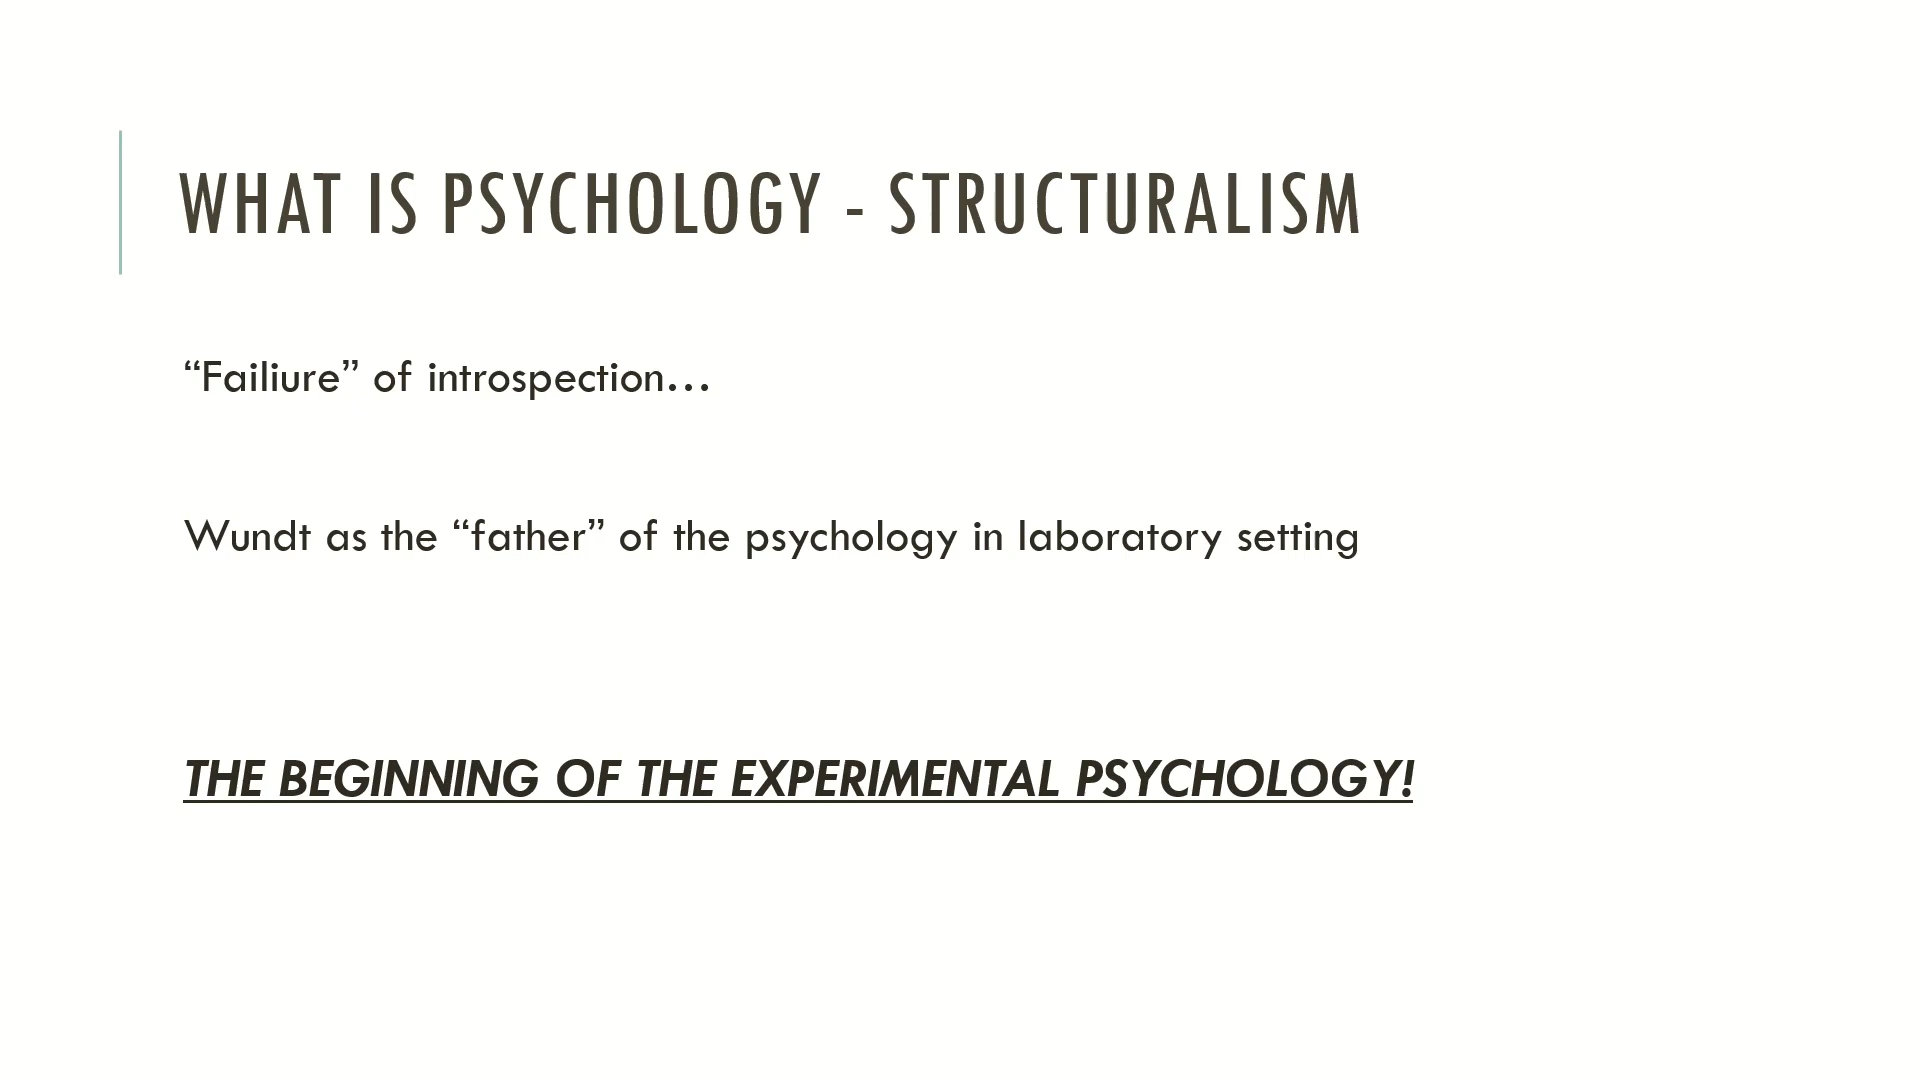 WHAT IS PSYCHOLOGY - STRUCTURALISM
“Failiure” of introspection…
Wundt as the “father” of the psychology in laboratory setting
THE BEGINNING OF THE EXPERIMENTAL PSYCHOLOGY!